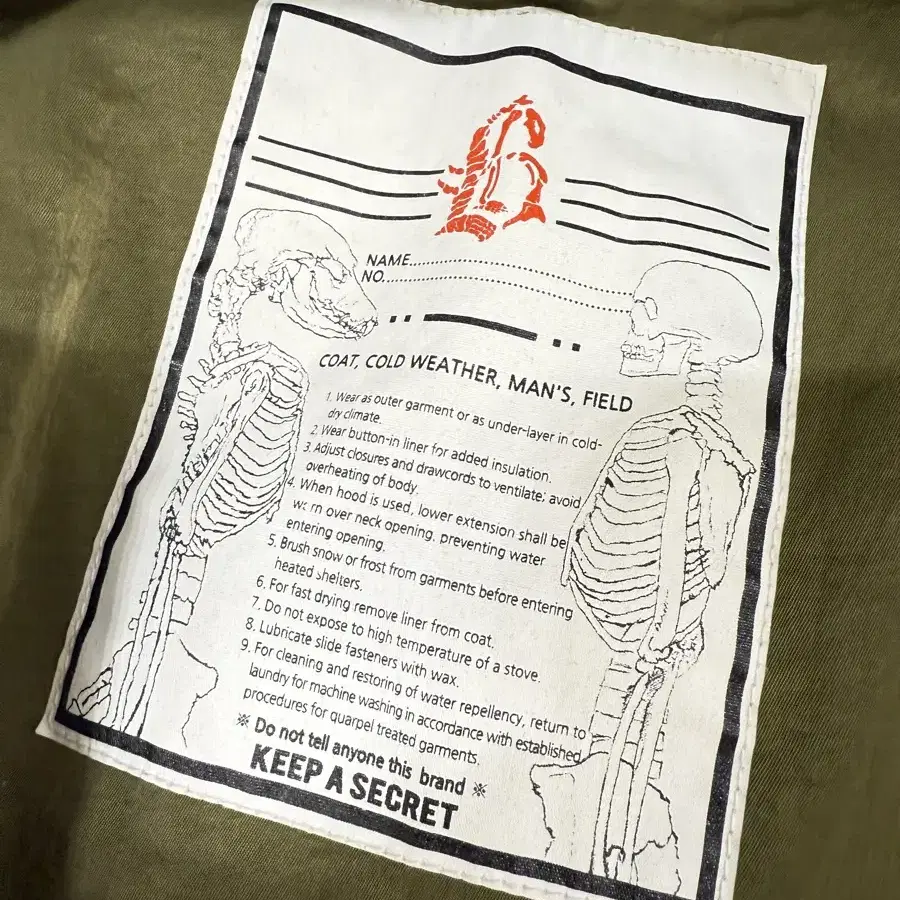 NAME
NO.
COAT, COLD WEATHER, MAN'S, FIELD
1. Wear as outer garment or as under-layer in cold-
dry climate.
2. Wear button-in liner for added insulation.
3. Adjust closures and drawcords to ventilate; avoid
overheating of body.
4. When hood is used, lower extension shall be
worn over neck opening, preventing water
entering opening.
5. Brush snow or frost from garments before entering
heated shelters.
6. For fast drying remove liner from coat.
7. Do not expose to high temperature of a stove.
8. Lubricate slide fasteners with wax.
9. For cleaning and restoring of water repellency, return to
laundry for machine washing in accordance with established
procedures for quarpel treated garments.
※ Do not tell anyone this brand ※
KEEP A SECRET